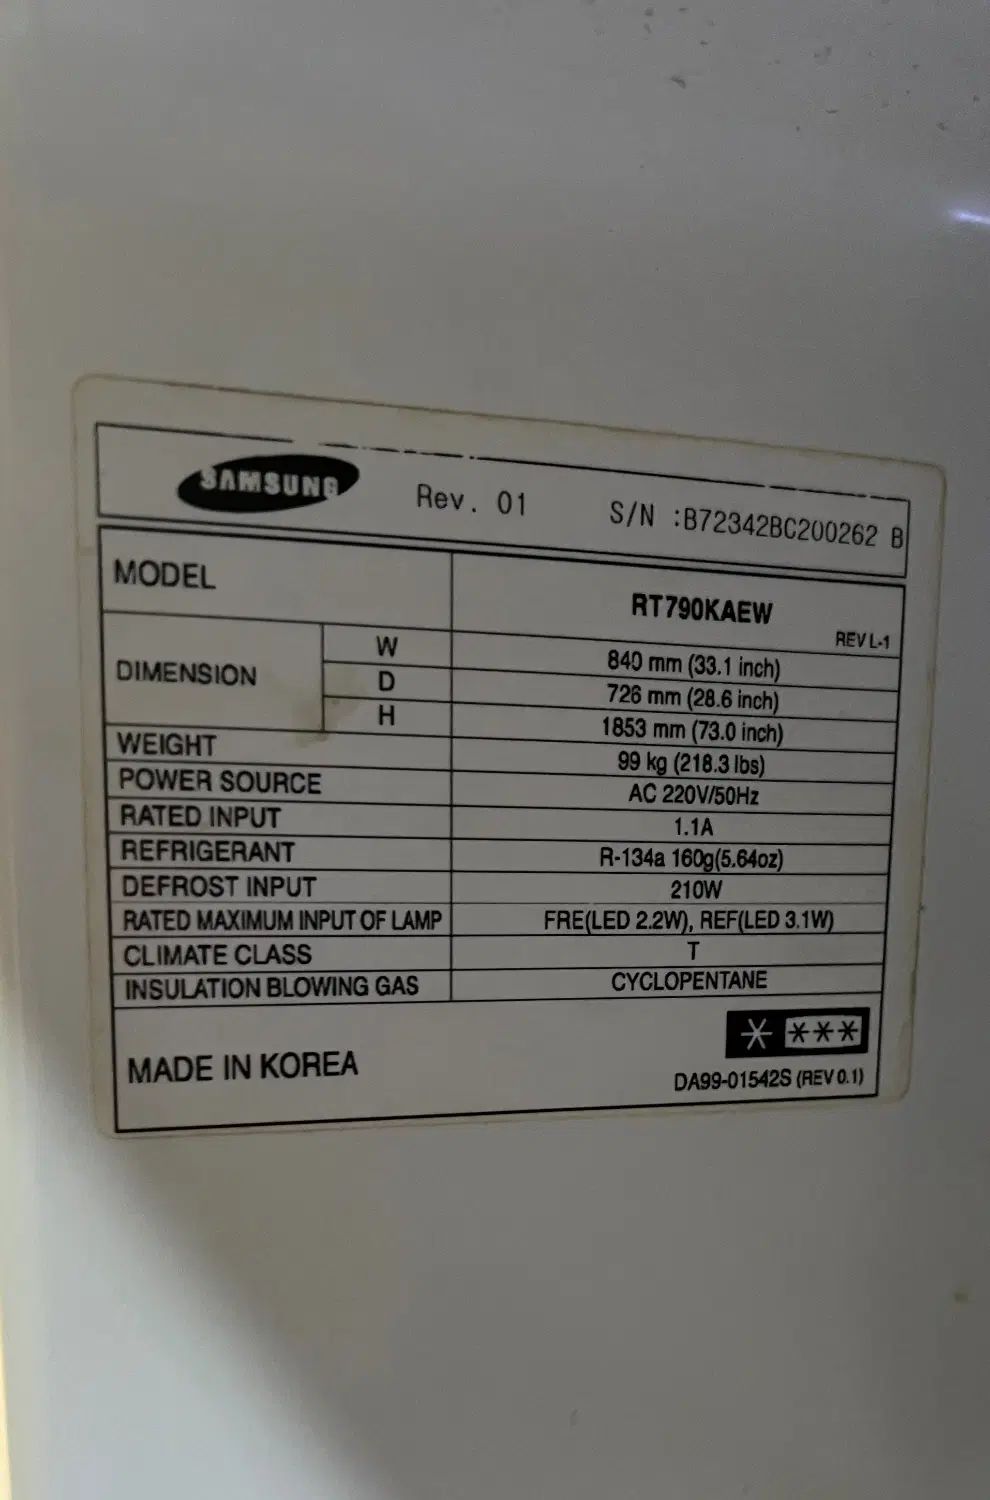 SAMSUNG Rev. 01 S/N :B72342BC200262 B
MODEL RT790KAEW REV L-1
DIMENSION W 840 mm (33.1 inch)
D 726 mm (28.6 inch)
H 1853 mm (73.0 inch)
WEIGHT 99 kg (218.3 lbs)
POWER SOURCE AC 220V/50Hz
RATED INPUT 1.1A
REFRIGERANT R-134a 160g(5.64oz)
DEFROST INPUT 210W
RATED MAXIMUM INPUT OF LAMP FRE(LED 2.2W), REF(LED 3.1W)
CLIMATE CLASS T
INSULATION BLOWING GAS CYCLOPENTANE
MADE IN KOREA
DA99-01542S (REV 0.1)